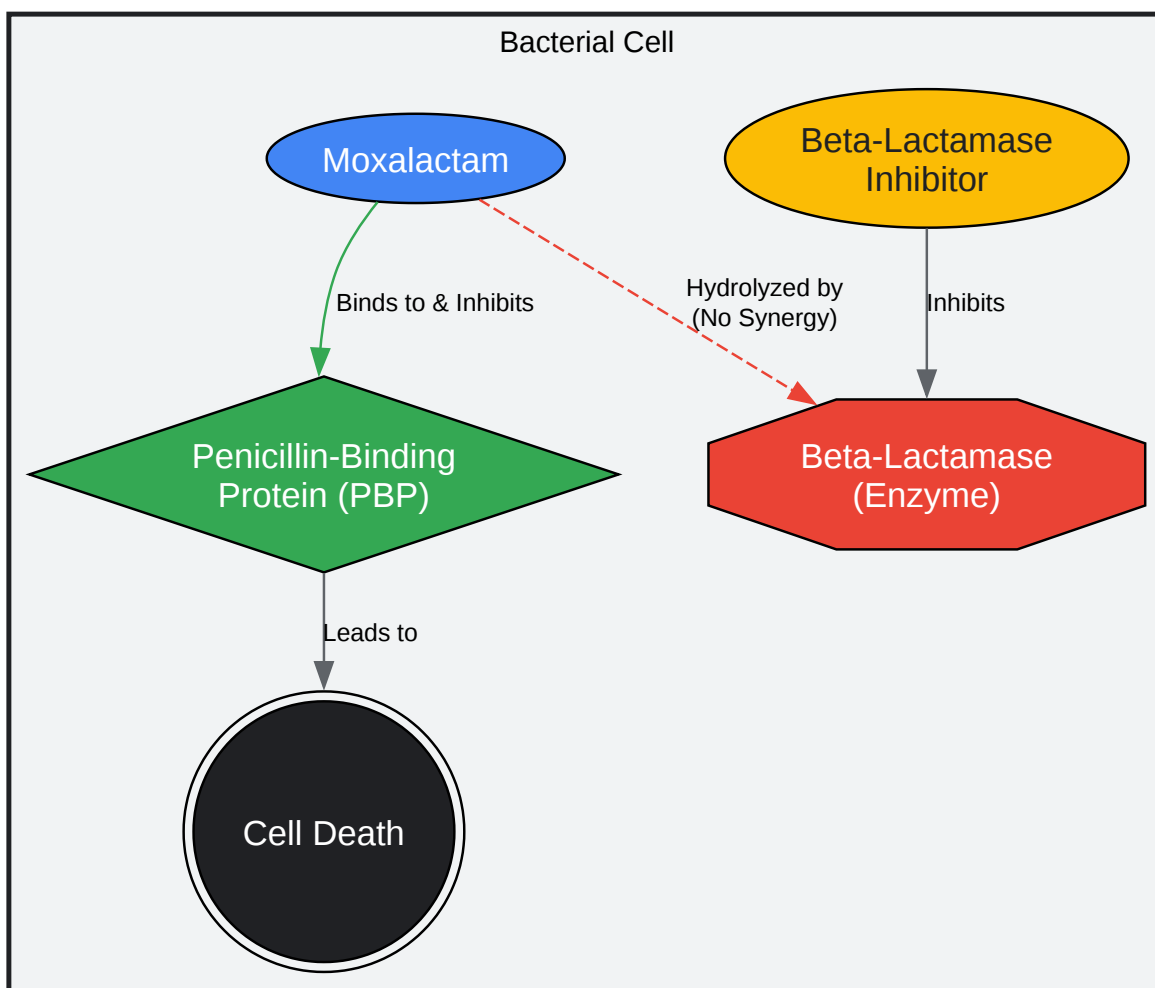 Bacterial Cell
Moxalactam
Beta-Lactamase
Inhibitor
Binds to & Inhibits
Hydrolyzed by
(No Synergy)
Inhibits
Penicillin-Binding
Protein (PBP)
Beta-Lactamase
(Enzyme)
Leads to
Cell Death